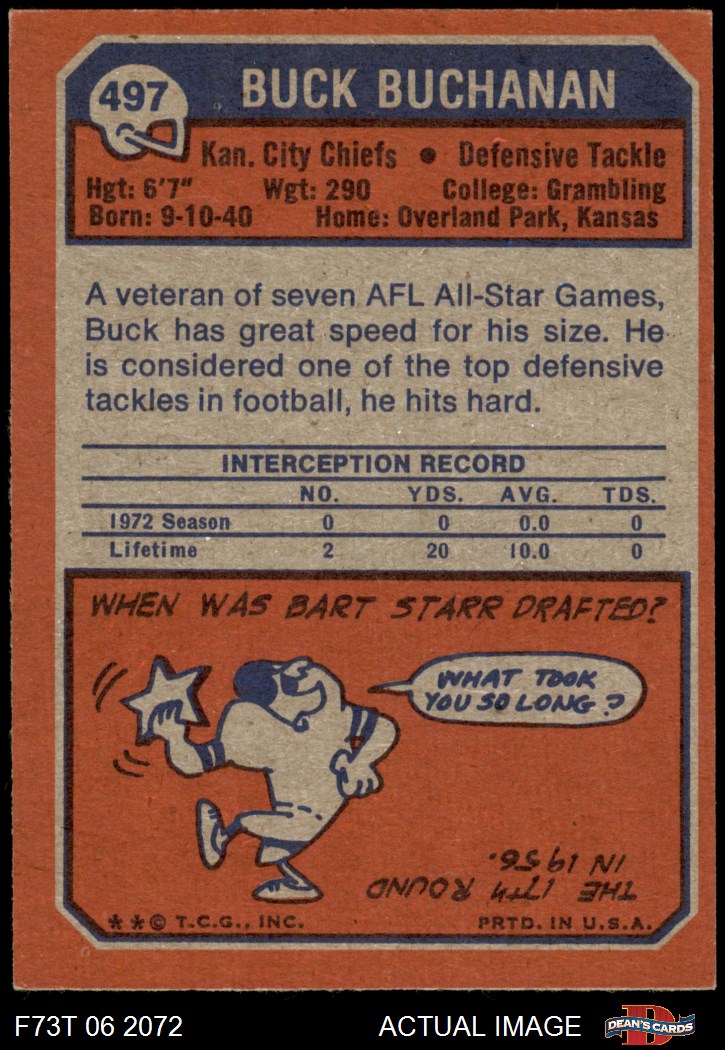 497
BUCK BUCHANAN
Kan. City Chiefs • Defensive Tackle
Hgt: 6'7" Wgt: 290 College: Grambling
Born: 9-10-40 Home: Overland Park, Kansas
A veteran of seven AFL All-Star Games,
Buck has great speed for his size. He
is considered one of the top defensive
tackles in football, he hits hard.
INTERCEPTION RECORD
NO. YDS. AVG. TDS.
1972 Season 0 0 0.0 0
Lifetime 2 20 10.0 0
WHEN WAS BART STARR DRAFTED?
WHAT TOOK
YOU SO LONG?
THE 17TH ROUND
IN 1956.
* * © T.C.G., INC. PRTD. IN U.S.A.
F73T 06 2072 ACTUAL IMAGE D DEAN'S CARDS